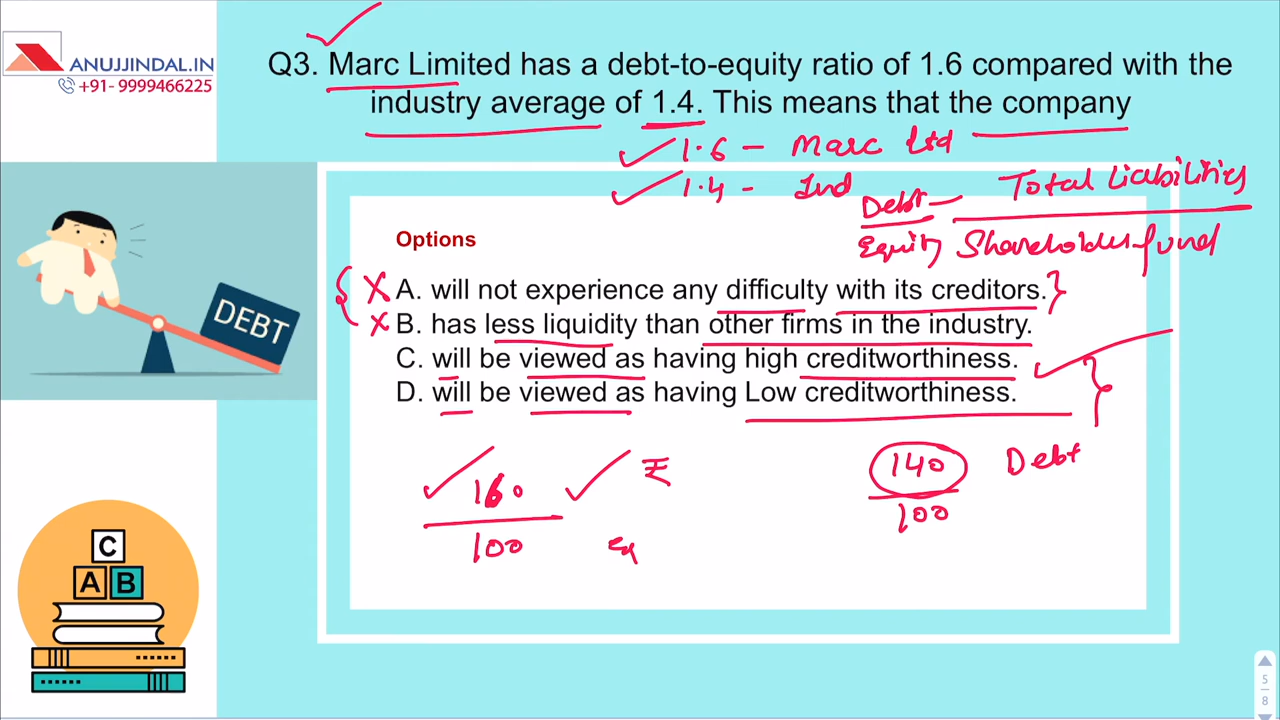 ANUJJINDAL.IN
+91- 9999466225
Q3. Marc Limited has a debt-to-equity ratio of 1.6 compared with the
industry average of 1.4. This means that the company
1.6 - Marc Ltd
1.4 - Ind
Debt - Total Liabilities
Equity Shareholders fund
DEBT
Options
A. will not experience any difficulty with its creditors.
B. has less liquidity than other firms in the industry.
C. will be viewed as having high creditworthiness.
D. will be viewed as having Low creditworthiness.
160 ₹
100 eq
140 Debt
100
C
A B
5
8